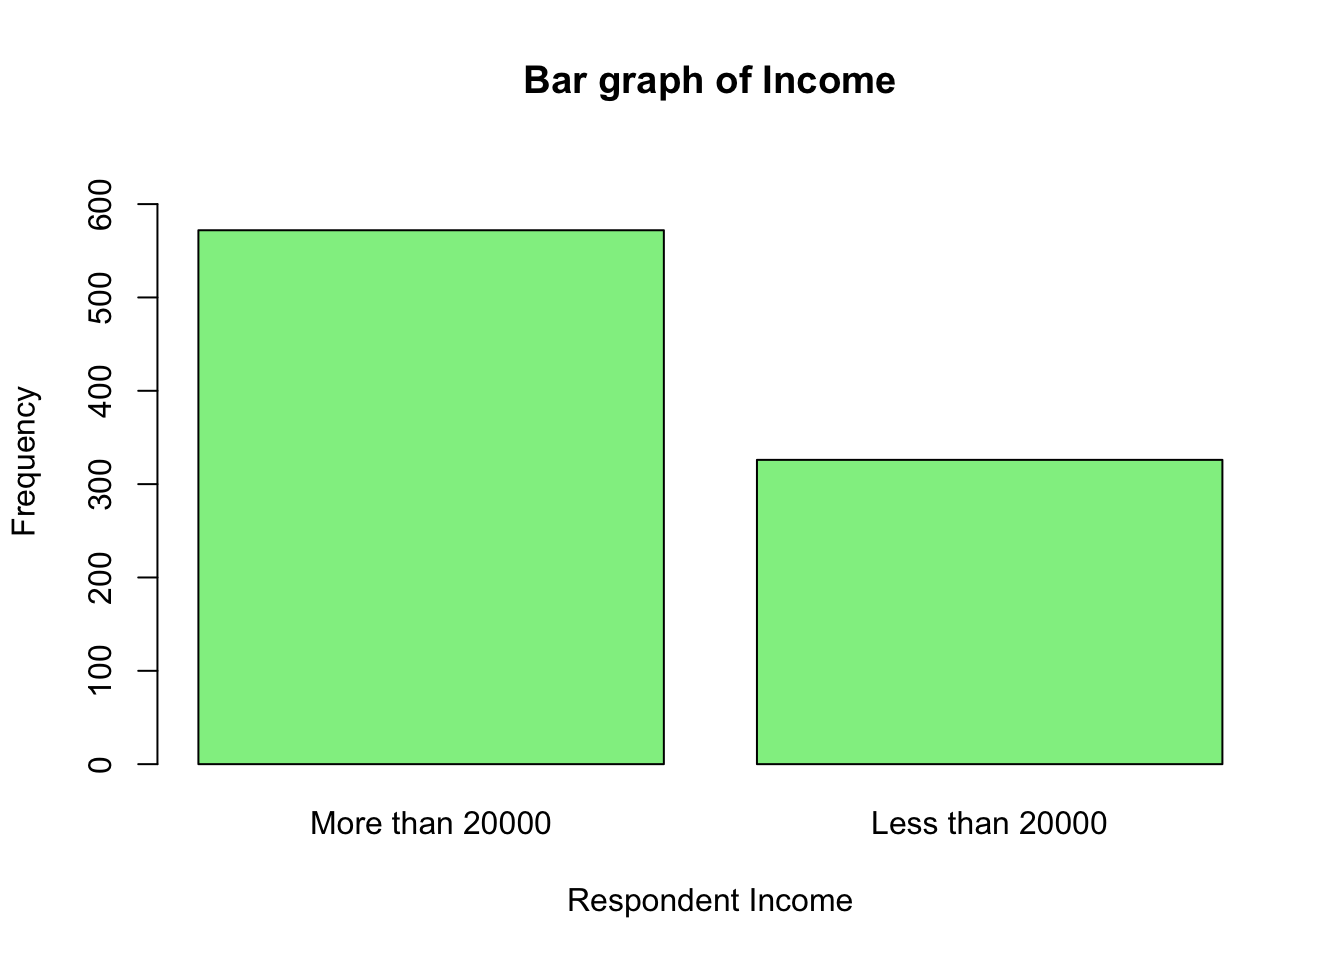 Bar graph of Income
Frequency
600
500
400
300
200
100
0
More than 20000
Less than 20000
Respondent Income